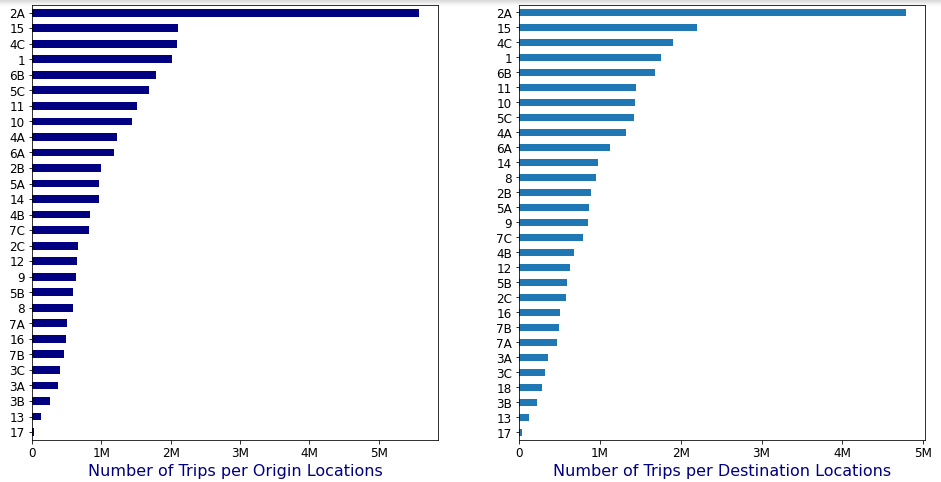 2A
15
4C
1
6B
5C
11
10
4A
6A
2B
5A
14
4B
7C
2C
12
9
5B
8
7A
16
7B
3C
3A
3B
13
17
0 1M 2M 3M 4M 5M
Number of Trips per Origin Locations
2A
15
4C
1
6B
11
10
5C
4A
6A
14
8
2B
5A
9
7C
4B
12
5B
2C
16
7B
7A
3A
3C
18
3B
13
17
0 1M 2M 3M 4M 5M
Number of Trips per Destination Locations